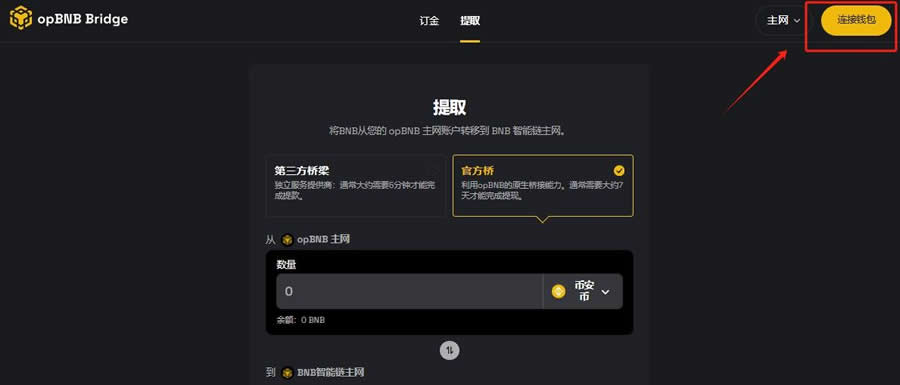 opBNB Bridge
订金
提取
主网
连接钱包
提取
将BNB从您的 opBNB 主网账户转移到 BNB 智能链主网。
第三方桥梁
独立服务提供商：通常大约需要5分钟才能完
成提款。
官方桥
利用opBNB的原生桥接能力。通常需要大约7
天才能完成提现。
从 opBNB 主网
数量
0
币安
币
余额：0 BNB
到 BNB智能链主网